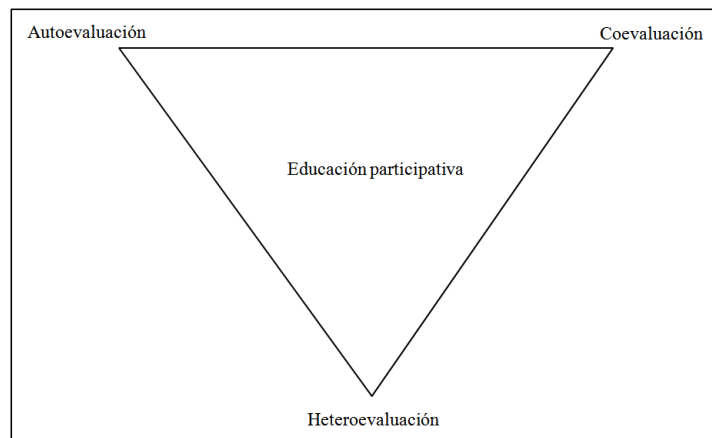 Autoevaluación
Coevaluación
Educación participativa
Heteroevaluación